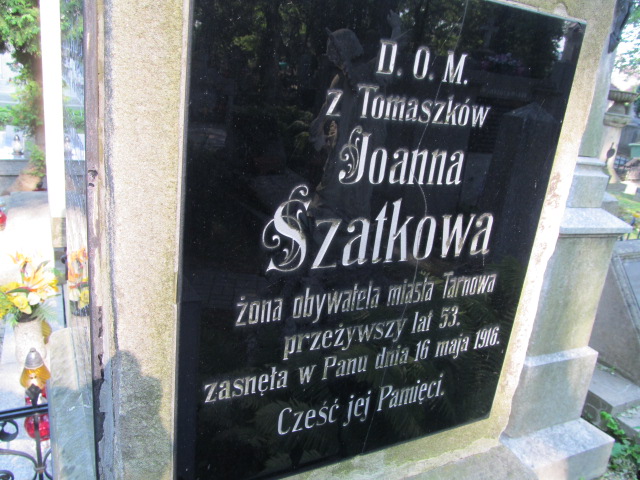 D. O. M.
z Tomaszków
Joanna
Szatkowa
żona obywatela miasta Tarnowa
przeżywszy lat 53.
zasnęła w Panu dnia 16 maja 1916.
Cześć jej Pamięci.